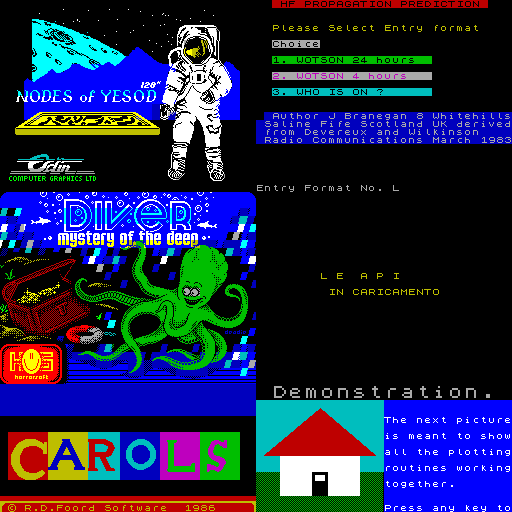 NODES of YESOD
128K
Odin
COMPUTER GRAPHICS LTD
HF PROPAGATION PREDICTION
Please Select Entry format
Choice
1. WOTSON 24 hours
2. WOTSON 4 hours
3. WHO IS ON ?
Author J Branegan 8 Whitehills
Saline Fife Scotland UK derived
from Devereux and Wilkinson
Radio Communications March 1983
Entry Format No. L
DIVER
mystery of the deep
horrorsoft
L E A P I
IN CARICAMENTO
CAROLS
© R.D.Foord Software 1986
Demonstration.
The next picture
is meant to show
all the plotting
routines working
together.
Press any key to